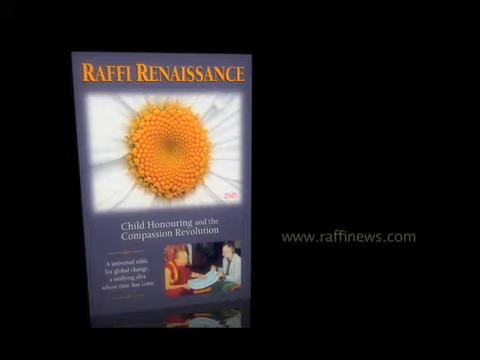 RAFFI RENAISSANCE
DVD
Child Honouring and the
Compassion Revolution
A universal ethic
for global change,
a unifying idea
whose time has come
www.raffinews.com